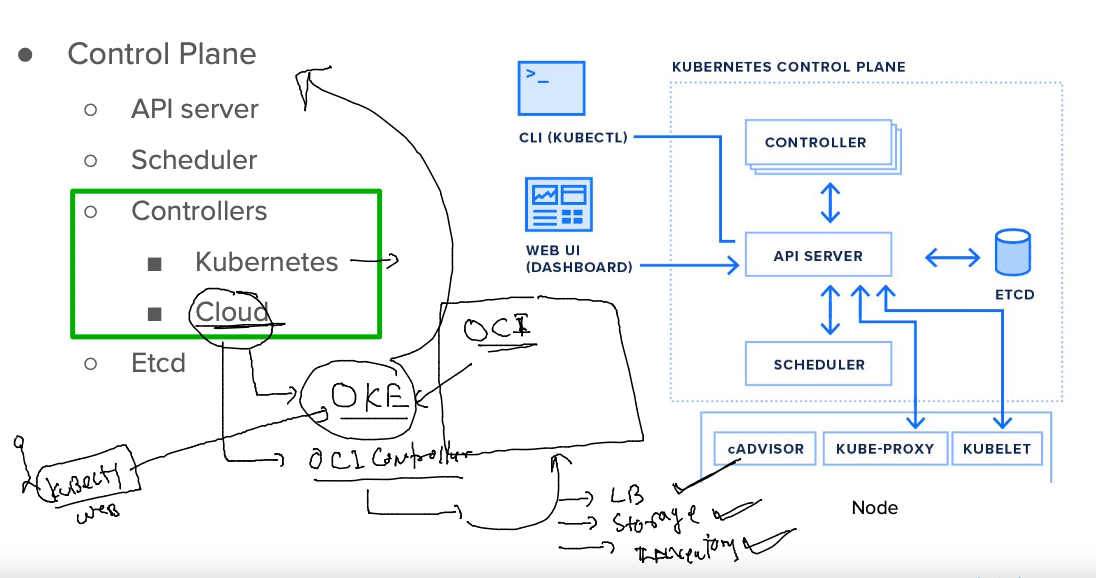 Control Plane
API server
Scheduler
Controllers
Kubernetes
Cloud
Etcd
OKE
OCI Controller
kubectl
web
OCI
LB
Storage
Inventory
>_
CLI (KUBECTL)
WEB UI
(DASHBOARD)
KUBERNETES CONTROL PLANE
CONTROLLER
API SERVER
ETCD
SCHEDULER
cADVISOR
KUBE-PROXY
KUBELET
Node